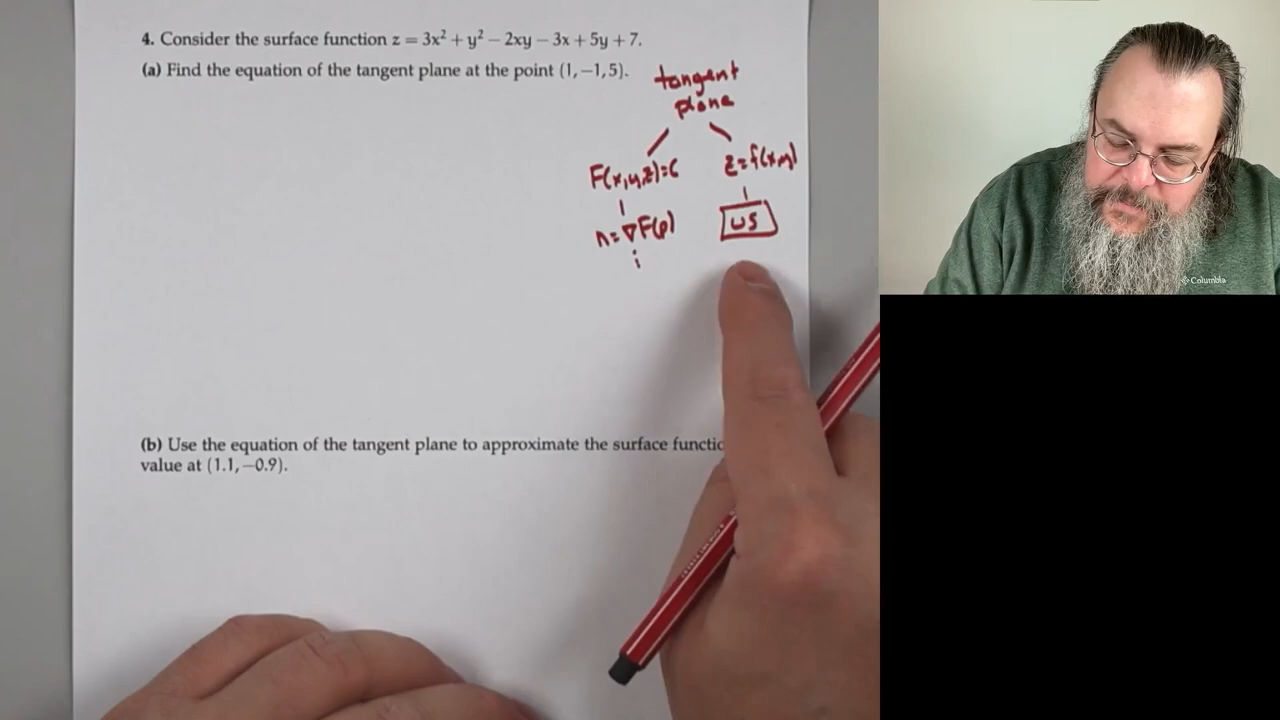 4. Consider the surface function z = 3x² + y² − 2xy − 3x + 5y + 7.
(a) Find the equation of the tangent plane at the point (1, −1, 5).
tangent
plane
F(x,y,z)=C
z=f(x,y)
n=∇F(p)
us
(b) Use the equation of the tangent plane to approximate the surface functio
value at (1.1, −0.9).
Columbia